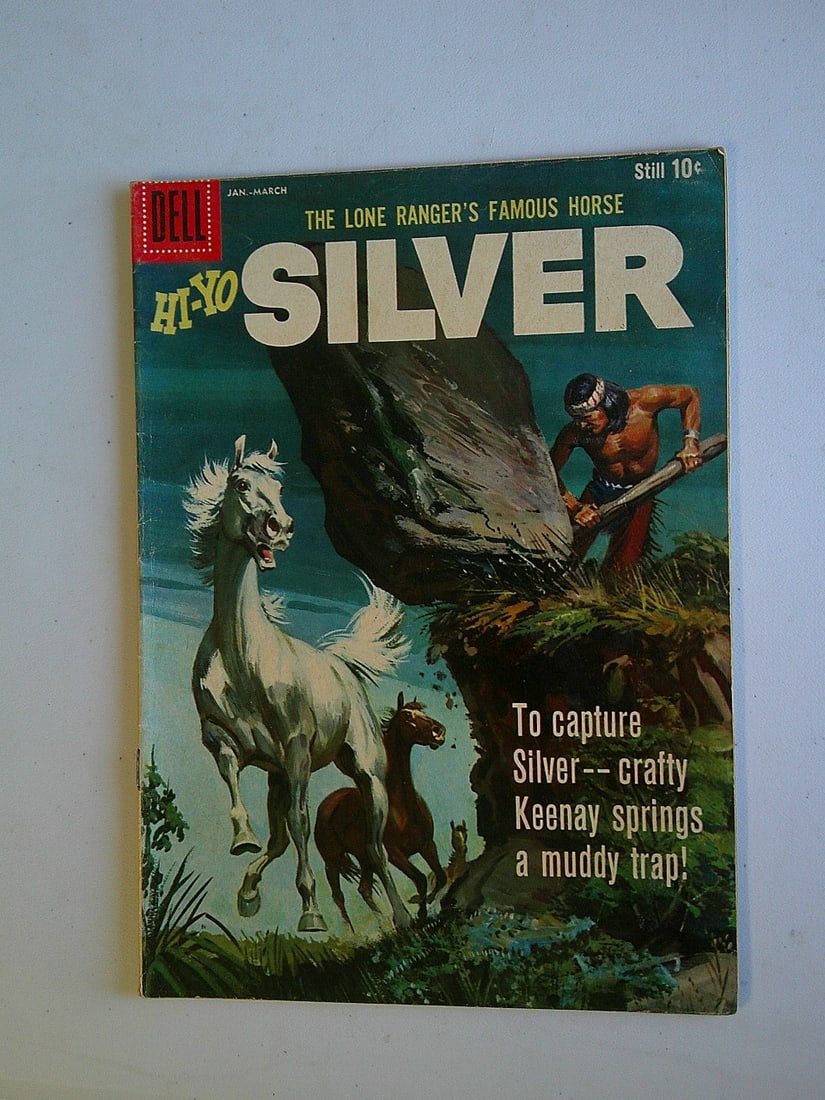 DELL
JAN.-MARCH
Still 10¢
THE LONE RANGER'S FAMOUS HORSE
HI-YO SILVER
To capture
Silver-- crafty
Keenay springs
a muddy trap!